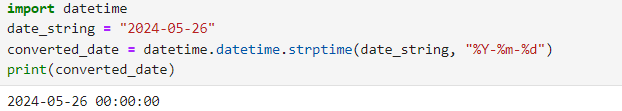 import datetime
date_string = "2024-05-26"
converted_date = datetime.datetime.strptime(date_string, "%Y-%m-%d")
print(converted_date)
2024-05-26 00:00:00